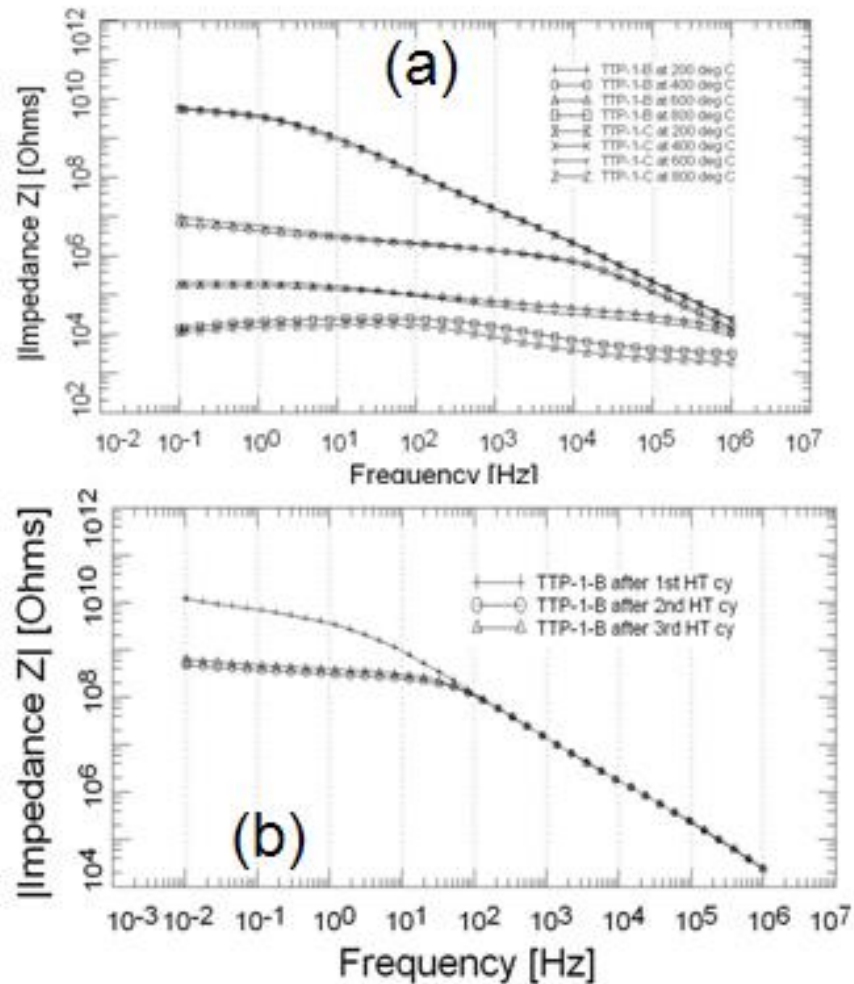 (a)
|Impedance Z| [Ohms]
10^12
10^10
10^8
10^6
10^4
10^2
TTP-1-B at 200 deg C
TTP-1-B at 400 deg C
TTP-1-B at 600 deg C
TTP-1-B at 800 deg C
TTP-1-C at 200 deg C
TTP-1-C at 400 deg C
TTP-1-C at 600 deg C
TTP-1-C at 800 deg C
10^-2 10^-1 10^0 10^1 10^2 10^3 10^4 10^5 10^6 10^7
Frequency [Hz]
|Impedance Z| [Ohms]
10^12
10^10
10^8
10^6
10^4
TTP-1-B after 1st HT cy
TTP-1-B after 2nd HT cy
TTP-1-B after 3rd HT cy
(b)
10^-3 10^-2 10^-1 10^0 10^1 10^2 10^3 10^4 10^5 10^6 10^7
Frequency [Hz]